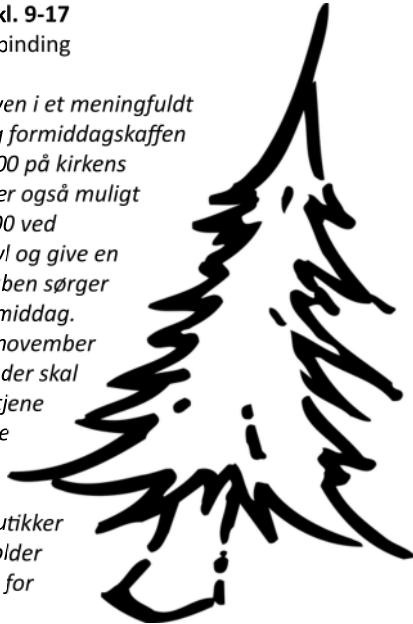 kl. 9-17
binding
ven i et meningfuldt
g formiddagskaffen
00 på kirkens
er også muligt
00 ved
yl og give en
ben sørger
middag.
november
der skal
tjene
e
utikker
older
for